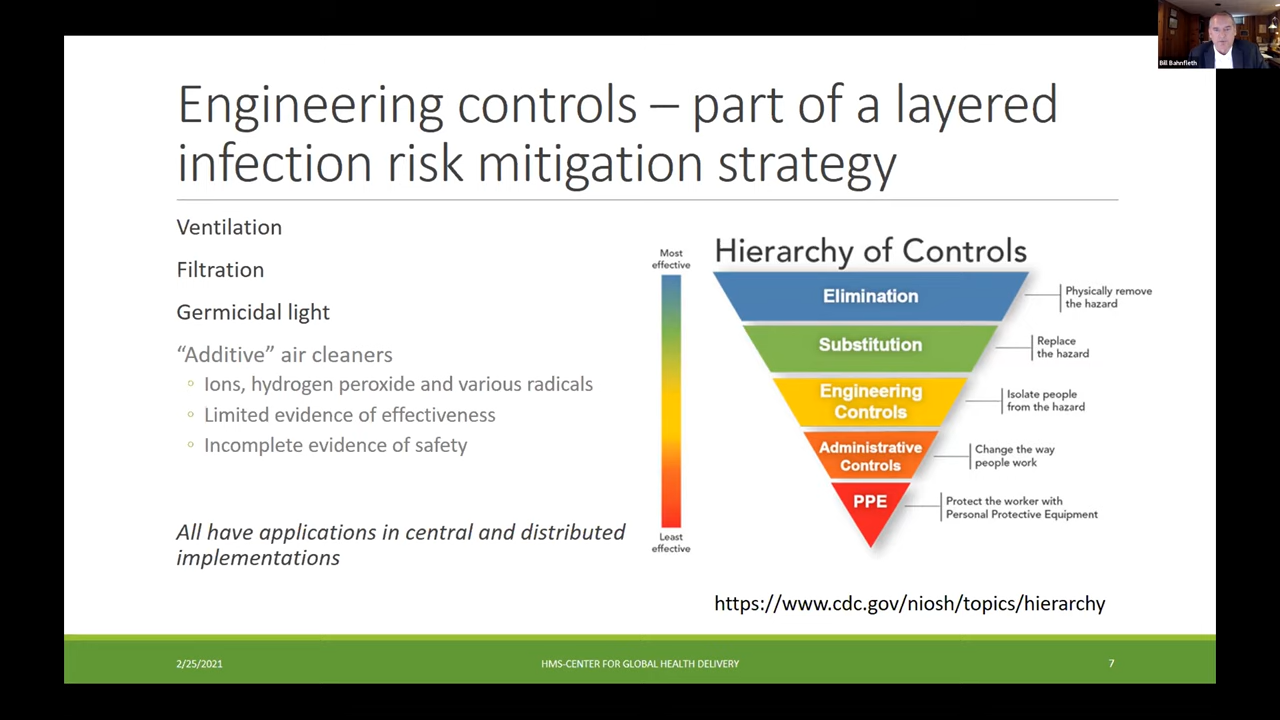 Bill Bahnfleth
Engineering controls – part of a layered
infection risk mitigation strategy
Ventilation
Filtration
Germicidal light
“Additive” air cleaners
Ions, hydrogen peroxide and various radicals
Limited evidence of effectiveness
Incomplete evidence of safety
All have applications in central and distributed
implementations
Hierarchy of Controls
Most
effective
Least
effective
Elimination
Physically remove
the hazard
Substitution
Replace
the hazard
Engineering
Controls
Isolate people
from the hazard
Administrative
Controls
Change the way
people work
PPE
Protect the worker with
Personal Protective Equipment
https://www.cdc.gov/niosh/topics/hierarchy
2/25/2021
HMS-CENTER FOR GLOBAL HEALTH DELIVERY
7